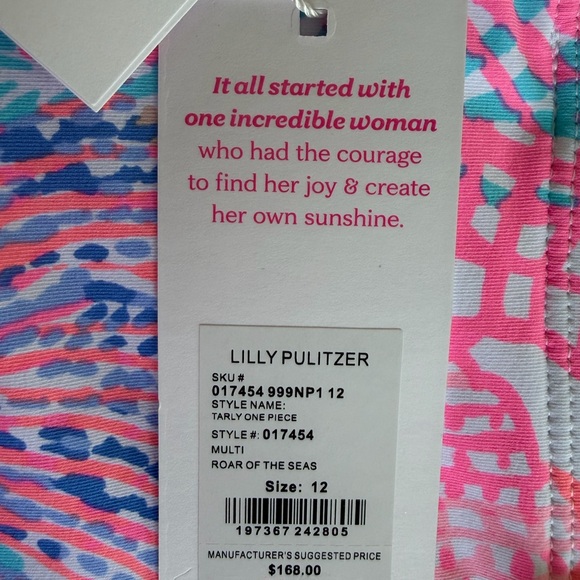 It all started with
one incredible woman
who had the courage
to find her joy & create
her own sunshine.
LILLY PULITZER
SKU #
017454 999NP1 12
STYLE NAME:
TARLY ONE PIECE
STYLE #: 017454
MULTI
ROAR OF THE SEAS
Size: 12
197367 242805
MANUFACTURER'S SUGGESTED PRICE
$168.00